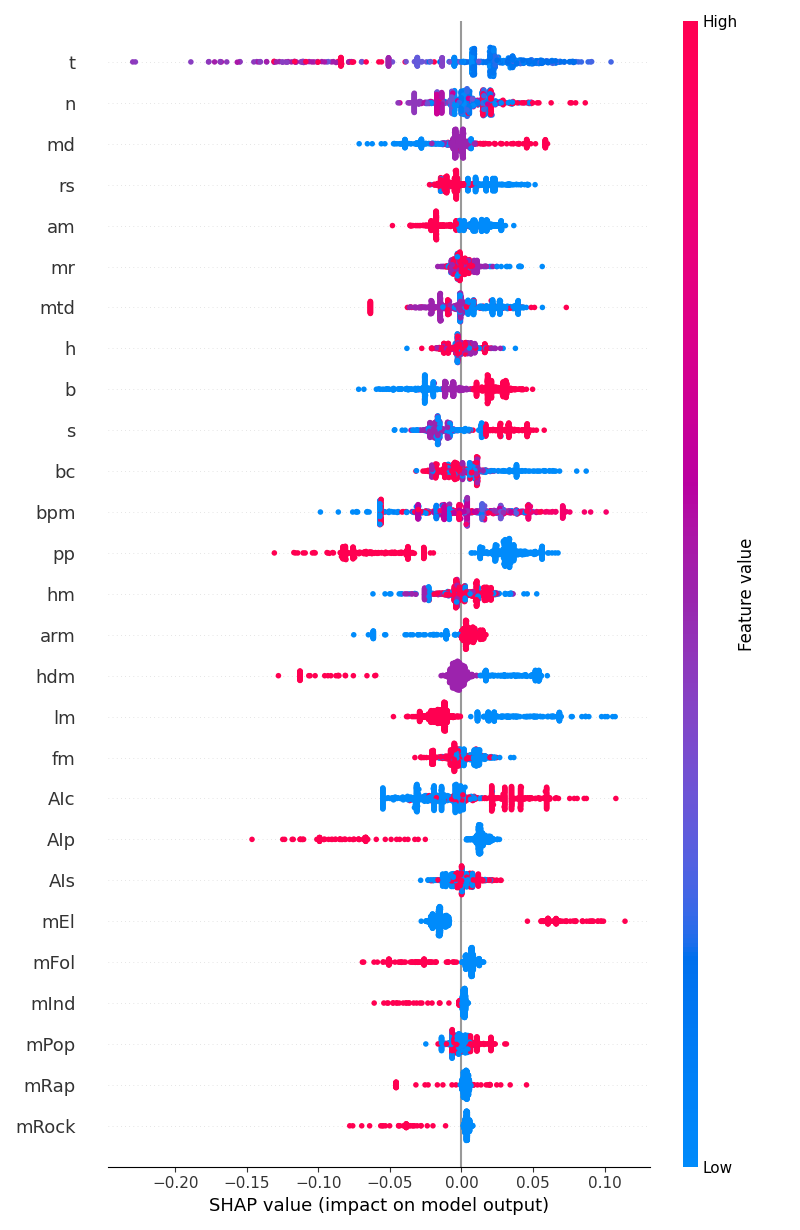 High
t
n
md
rs
am
mr
mtd
h
b
s
bc
bpm
pp
hm
arm
hdm
lm
fm
AIc
AIp
AIs
mEl
mFol
mInd
mPop
mRap
mRock
Feature value
Low
−0.20 −0.15 −0.10 −0.05 0.00 0.05 0.10
SHAP value (impact on model output)